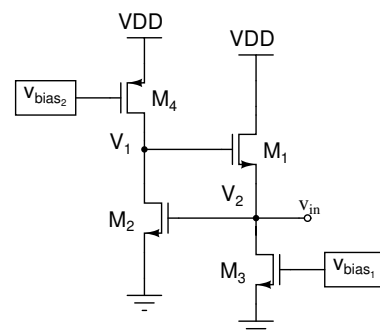 VDD
VDD
v_bias₂
M₄
V₁
M₁
M₂
V₂
v_in
M₃
v_bias₁